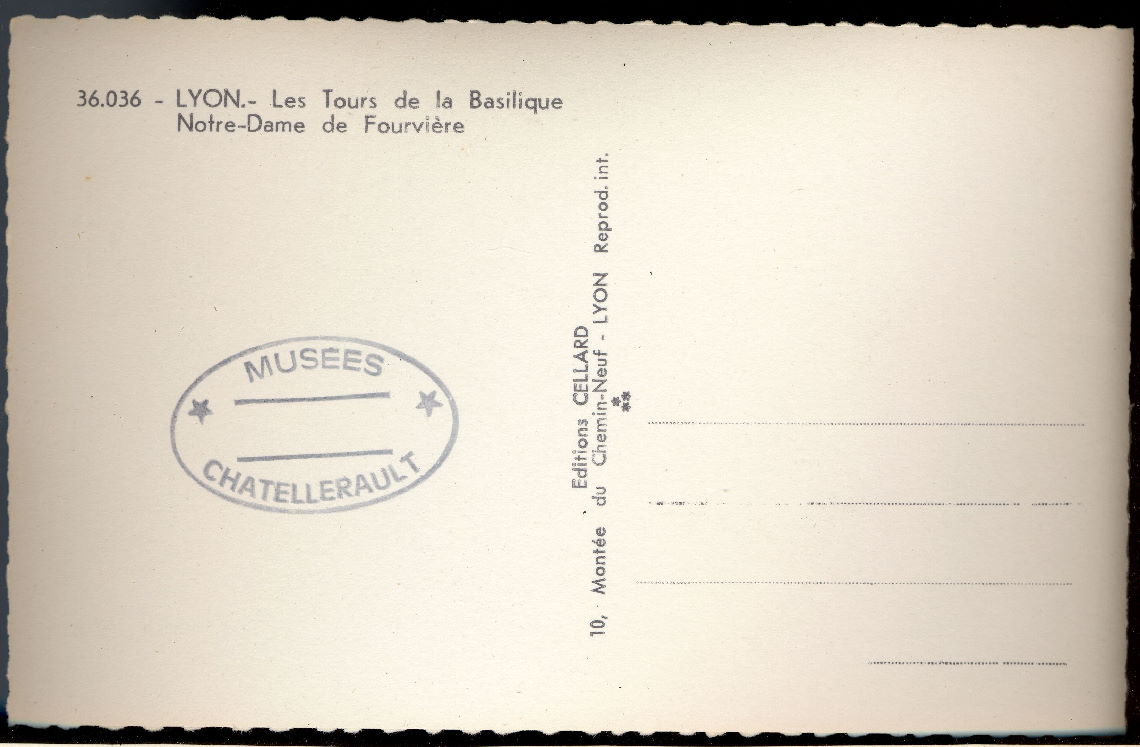 36.036 - LYON.- Les Tours de la Basilique
Notre-Dame de Fourvière
MUSÉES
CHATELLERAULT
Editions CELLARD
10, Montée du Chemin-Neuf - LYON Reprod. int.